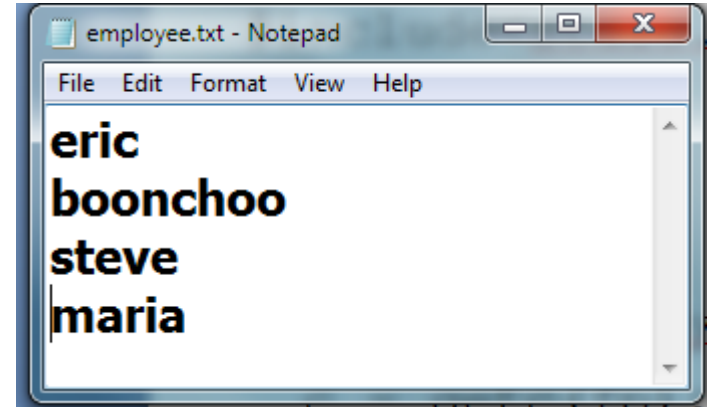 employee.txt - Notepad
File Edit Format View Help
eric
boonchoo
steve
maria